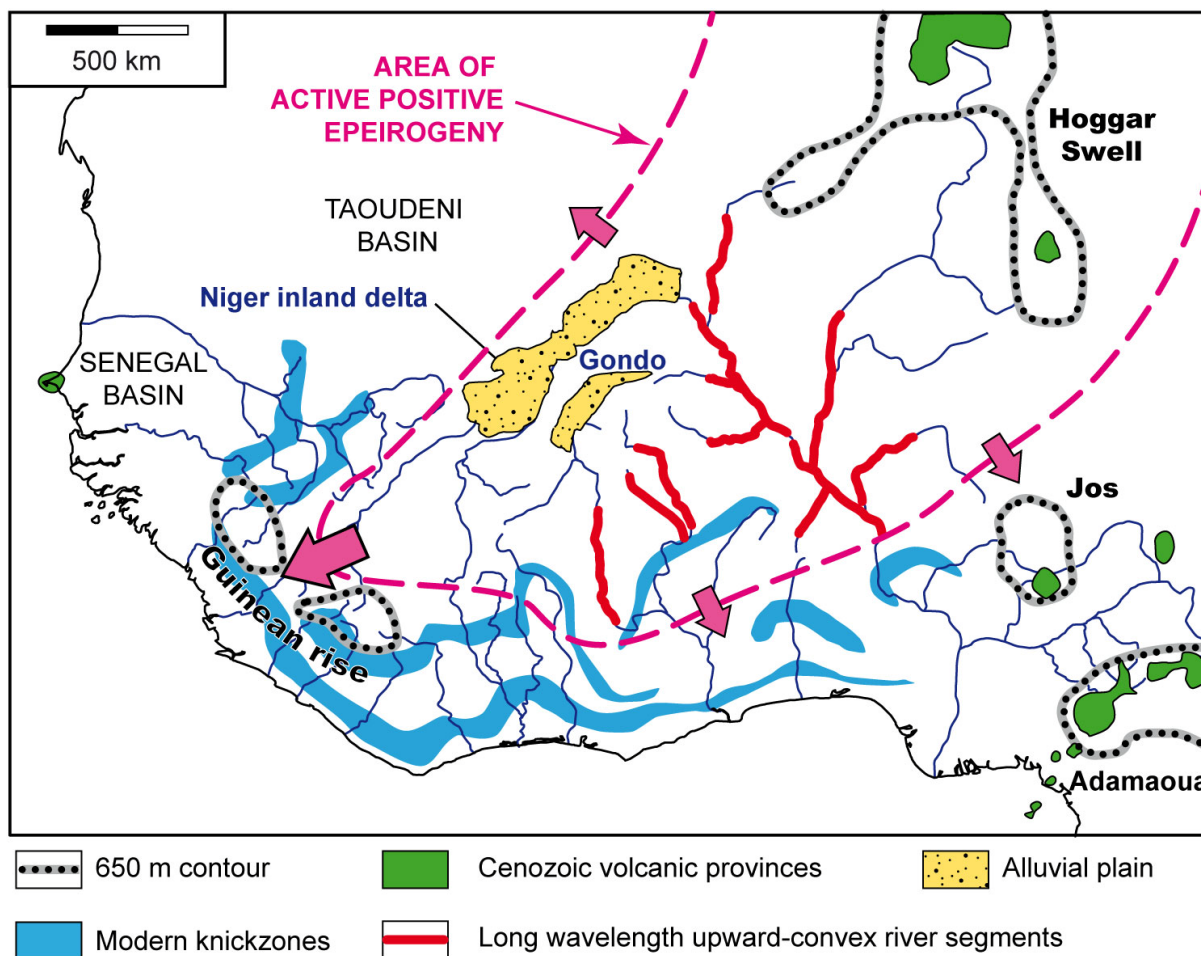 500 km
AREA OF
ACTIVE POSITIVE
EPEIROGENY
Hoggar
Swell
TAOUDENI
BASIN
Niger inland delta
Gondo
SENEGAL
BASIN
Jos
Guinean rise
Adamaoua
650 m contour
Cenozoic volcanic provinces
Alluvial plain
Modern knickzones
Long wavelength upward-convex river segments